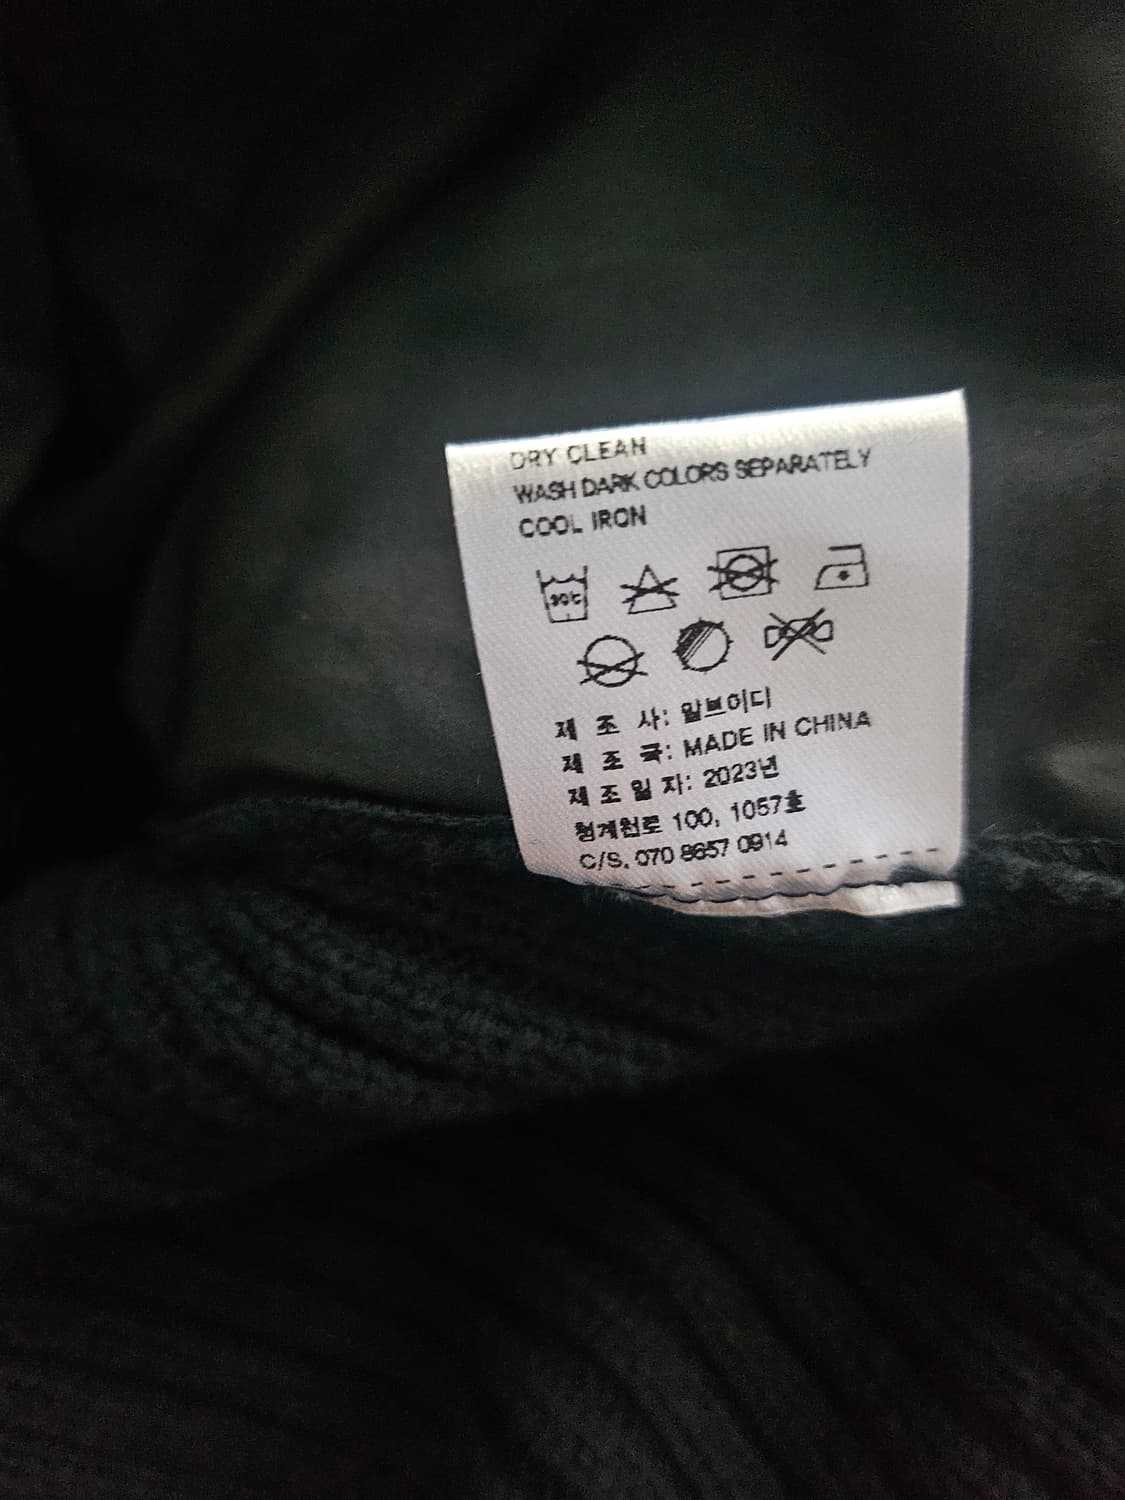 DRY CLEAN
WASH DARK COLORS SEPARATELY
COOL IRON
30℃
제 조 사: 알브이디
제 조 국: MADE IN CHINA
제 조 일 자: 2023년
청계천로 100, 1057호
C/S. 070 8657 0914